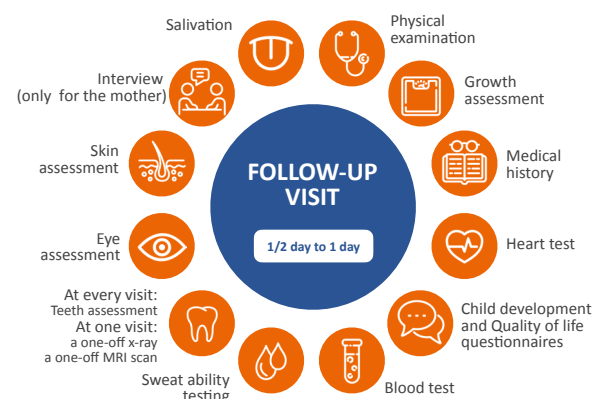 Salivation
Physical
examination
Interview
(only for the mother)
Growth
assessment
Skin
assessment
FOLLOW-UP
VISIT
1/2 day to 1 day
Medical
history
Eye
assessment
Heart test
At every visit:
Teeth assessment
At one visit:
a one-off x-ray
a one-off MRI scan
Child development
and Quality of life
questionnaires
Sweat ability
testing
Blood test